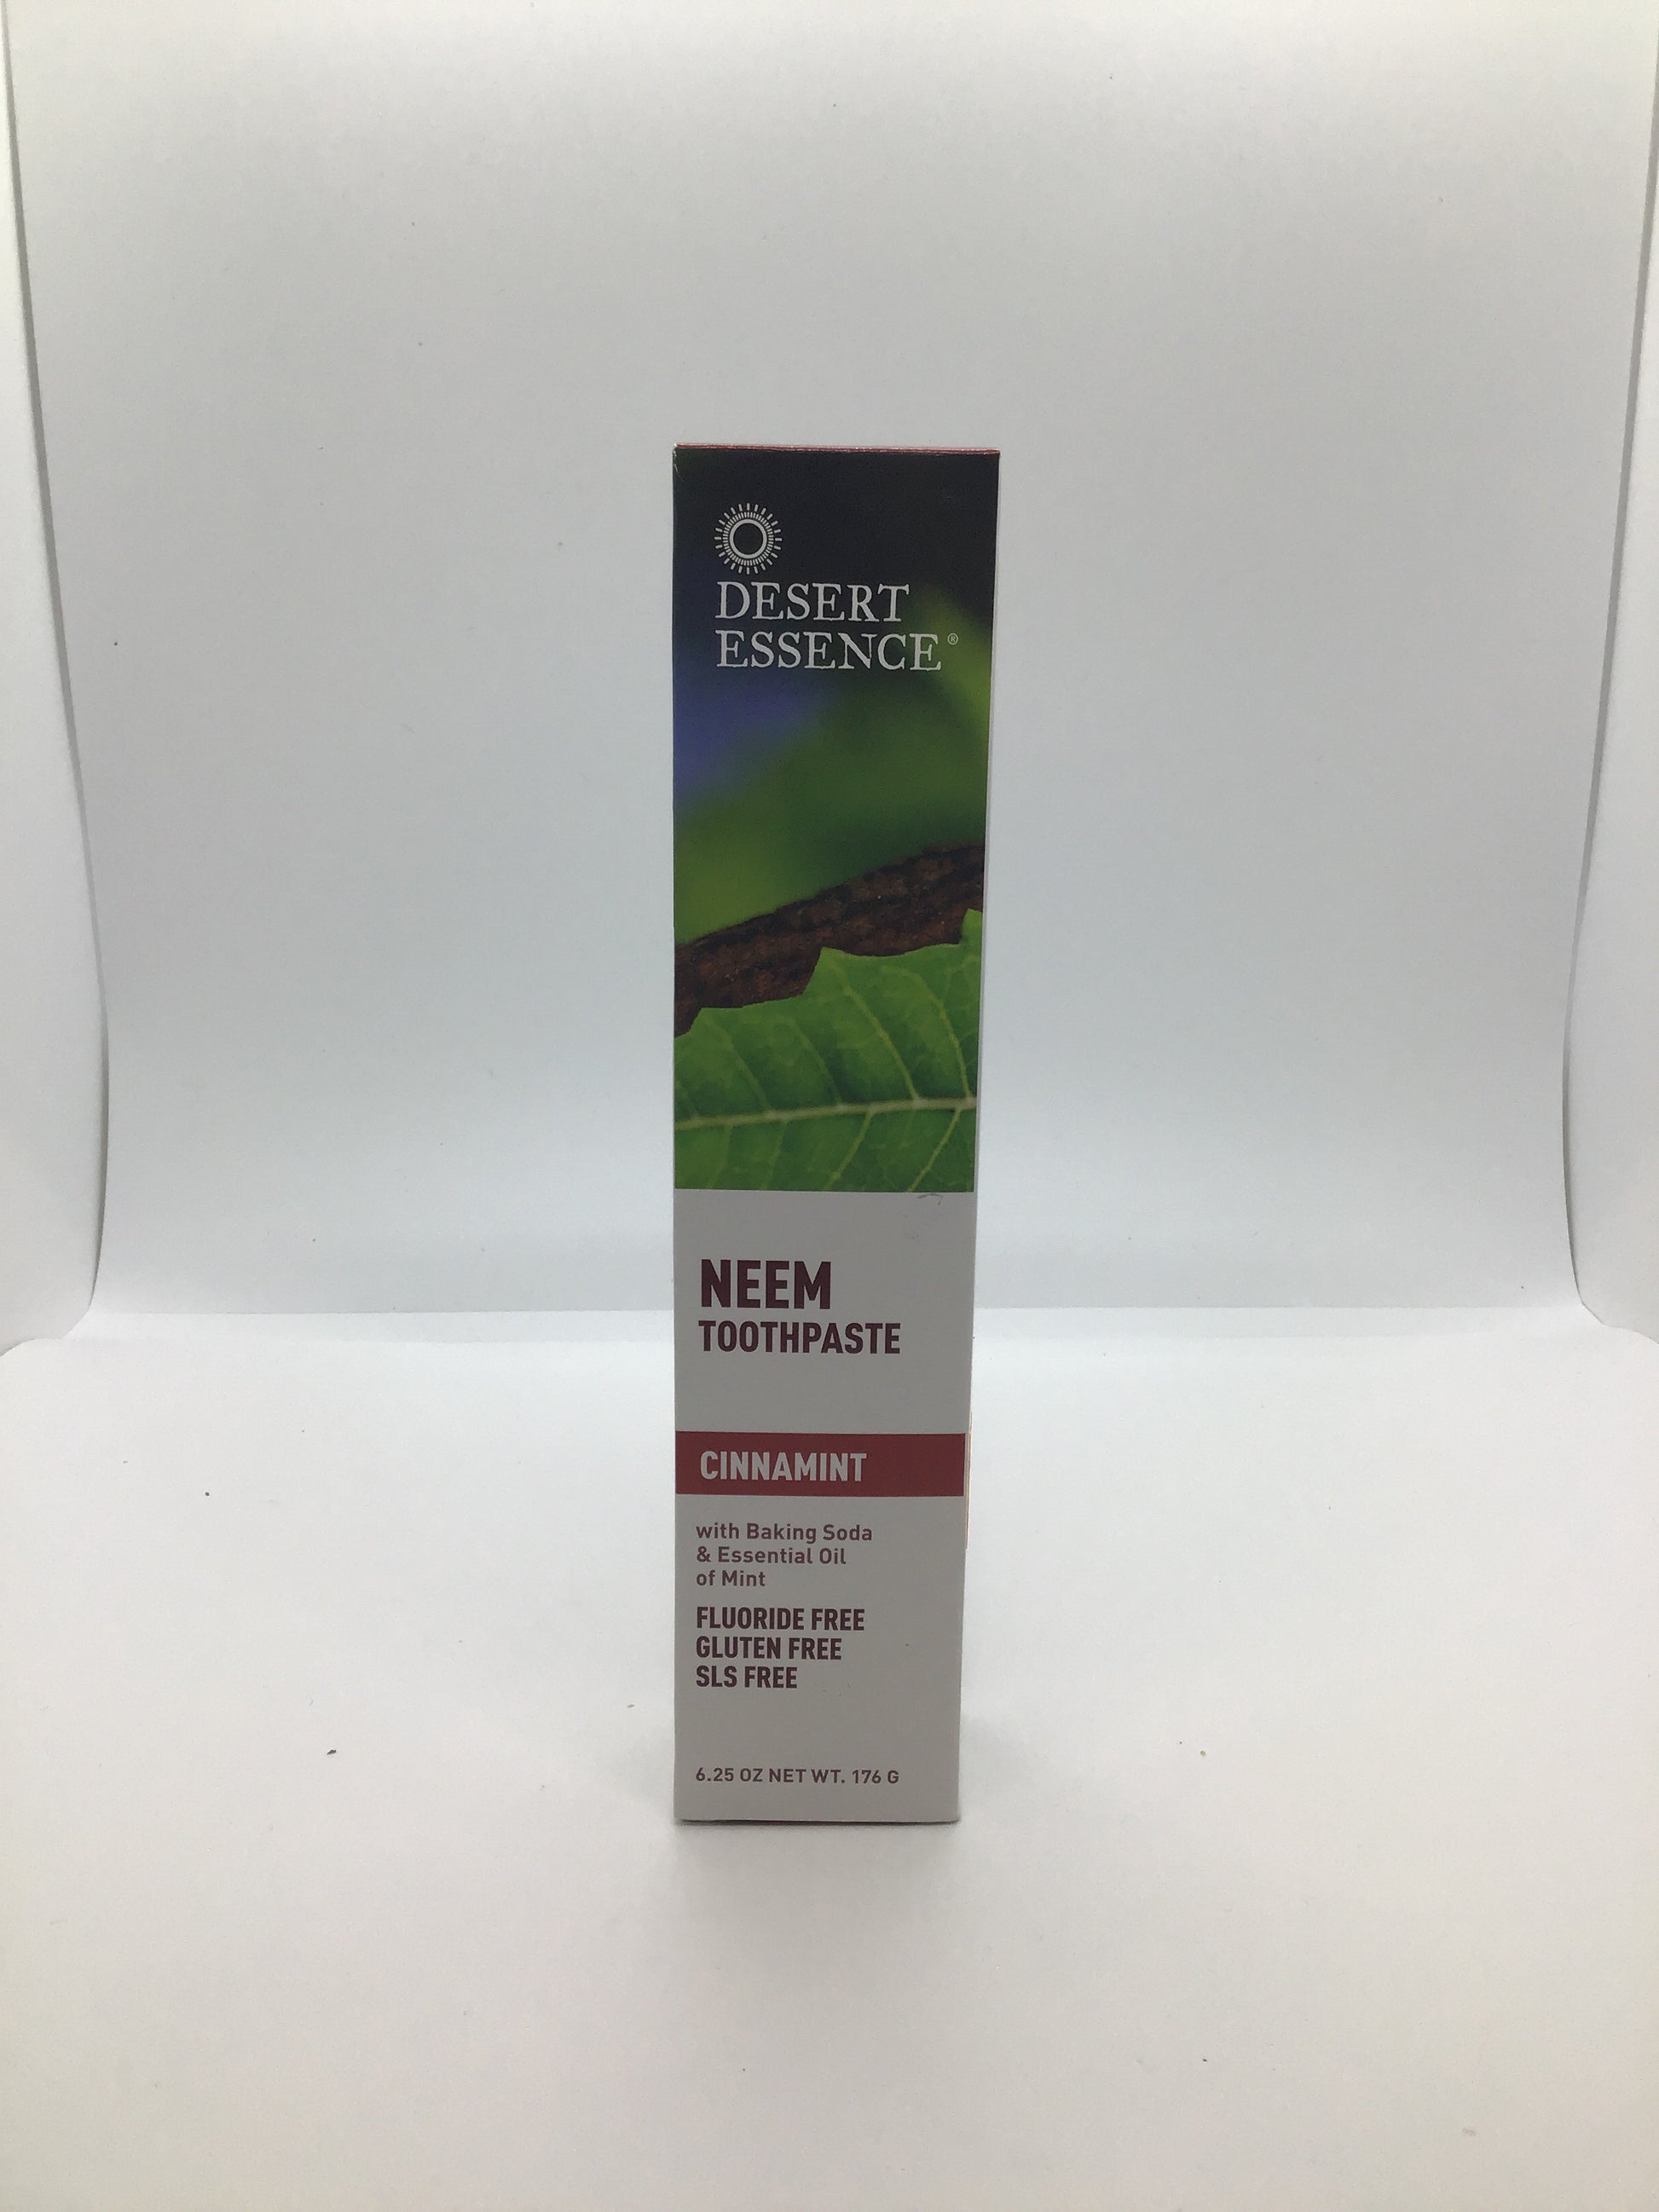 DESERT
ESSENCE®
NEEM
TOOTHPASTE
CINNAMINT
with Baking Soda
& Essential Oil
of Mint
FLUORIDE FREE
GLUTEN FREE
SLS FREE
6.25 OZ NET WT. 176 G